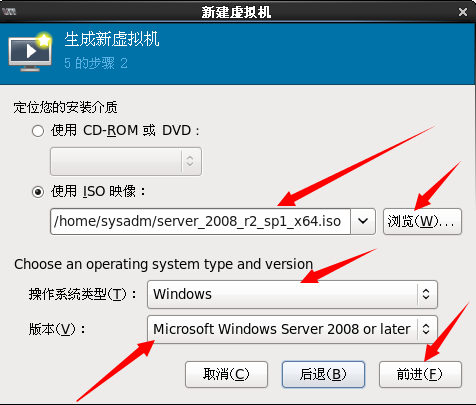 新建虚拟机
生成新虚拟机
5 的步骤 2
定位您的安装介质
使用 CD-ROM 或 DVD：
使用 ISO 映像：
/home/sysadm/server_2008_r2_sp1_x64.iso 浏览(W)...
Choose an operating system type and version
操作系统类型(T)： Windows
版本(V)： Microsoft Windows Server 2008 or later
取消(C) 后退(B) 前进(F)